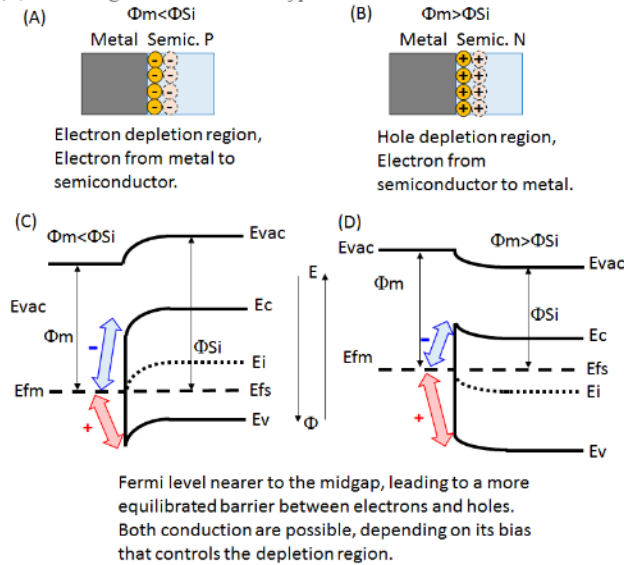 (A)
Φm<ΦSi
Metal Semic. P
- - - - - - - -
Electron depletion region,
Electron from metal to
semiconductor.
(B)
Φm>ΦSi
Metal Semic. N
+ + + + + + + +
Hole depletion region,
Electron from
semiconductor to metal.
(C)
Φm<ΦSi
Evac
Evac
Φm
ΦSi
Ec
Ei
Efm
Efs
Ev
-
+
E
Φ
(D)
Φm>ΦSi
Evac
Evac
Φm
ΦSi
Ec
Efm
Efs
Ei
Ev
-
+
Fermi level nearer to the midgap, leading to a more
equilibrated barrier between electrons and holes.
Both conduction are possible, depending on its bias
that controls the depletion region.